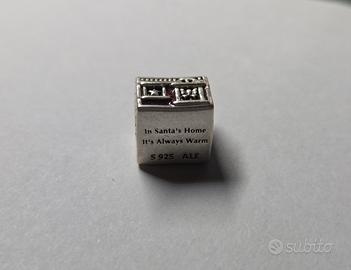 In Santa's Home
It's Always Warm
S 925 ALE
subito